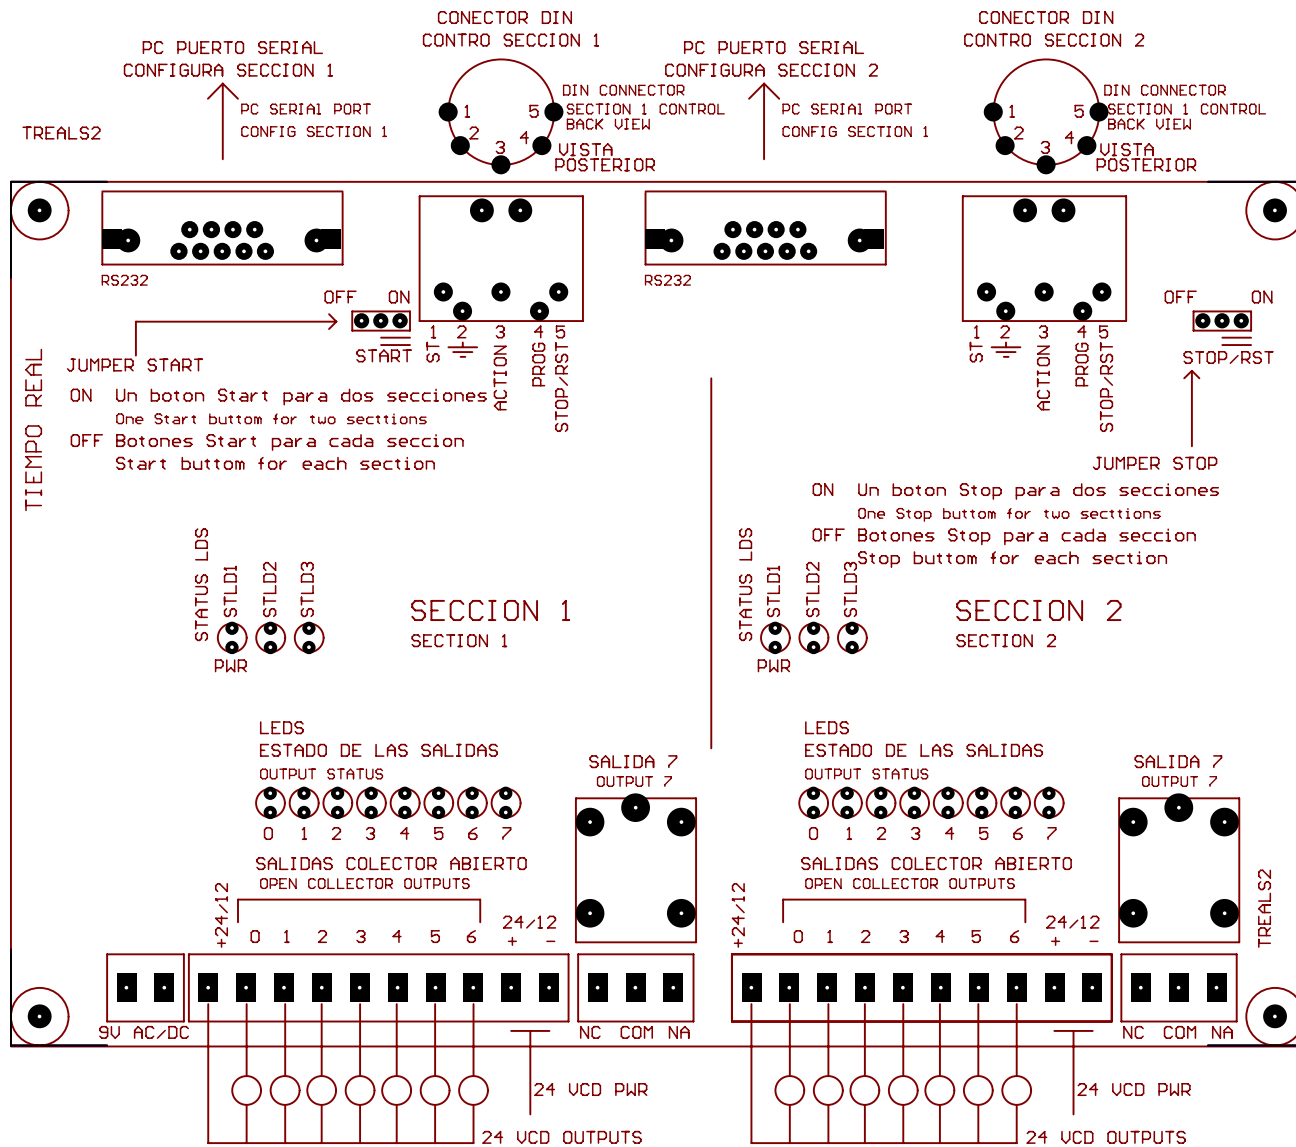 CONECTOR DIN
CONTRO SECCION 1
CONECTOR DIN
CONTRO SECCION 2
PC PUERTO SERIAL
CONFIGURA SECCION 1
PC PUERTO SERIAL
CONFIGURA SECCION 2
PC SERIAl PORT
CONFIG SECTION 1
1 2 3 4 5
DIN CONNECTOR
SECTION 1 CONTROL
BACK VIEW
VISTA
POSTERIOR
PC SERIAl PORT
CONFIG SECTION 1
1 2 3 4 5
DIN CONNECTOR
SECTION 1 CONTROL
BACK VIEW
VISTA
POSTERIOR
TREALS2
RS232
RS232
OFF ON
START
1 2 3 4 5
ST
ACTION
PROG
STOP/RST
1 2 3 4 5
ST
ACTION
PROG
STOP/RST
OFF ON
STOP/RST
TIEMPO REAL
JUMPER START
ON Un boton Start para dos secciones
One Start buttom for two secttions
OFF Botones Start para cada seccion
Start buttom for each section
JUMPER STOP
ON Un boton Stop para dos secciones
One Stop buttom for two secttions
OFF Botones Stop para cada seccion
Stop buttom for each section
STATUS LDS
STLD1
STLD2
STLD3
PWR
SECCION 1
SECTION 1
STATUS LDS
STLD1
STLD2
STLD3
PWR
SECCION 2
SECTION 2
LEDS
ESTADO DE LAS SALIDAS
OUTPUT STATUS
0 1 2 3 4 5 6 7
SALIDA 7
OUTPUT 7
LEDS
ESTADO DE LAS SALIDAS
OUTPUT STATUS
0 1 2 3 4 5 6 7
SALIDA 7
OUTPUT 7
SALIDAS COLECTOR ABIERTO
OPEN COLLECTOR OUTPUTS
+24/12
0 1 2 3 4 5 6
24/12
+ -
SALIDAS COLECTOR ABIERTO
OPEN COLLECTOR OUTPUTS
+24/12
0 1 2 3 4 5 6
24/12
+ -
TREALS2
9V AC/DC
NC COM NA
NC COM NA
24 VCD PWR
24 VCD PWR
24 VCD OUTPUTS
24 VCD OUTPUTS